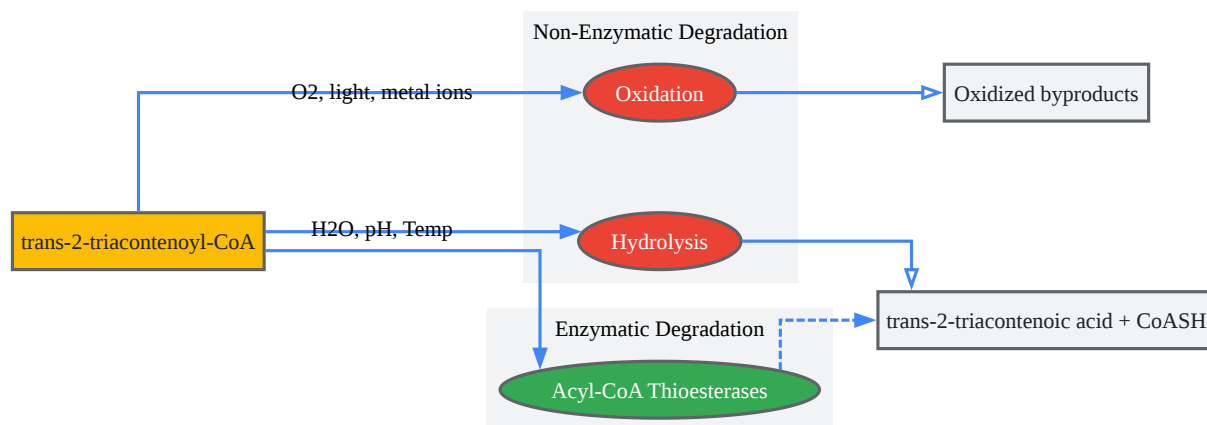 Non-Enzymatic Degradation
O2, light, metal ions
Oxidation
Oxidized byproducts
trans-2-triacontenoyl-CoA
H2O, pH, Temp
Hydrolysis
trans-2-triacontenoic acid + CoASH
Enzymatic Degradation
Acyl-CoA Thioesterases